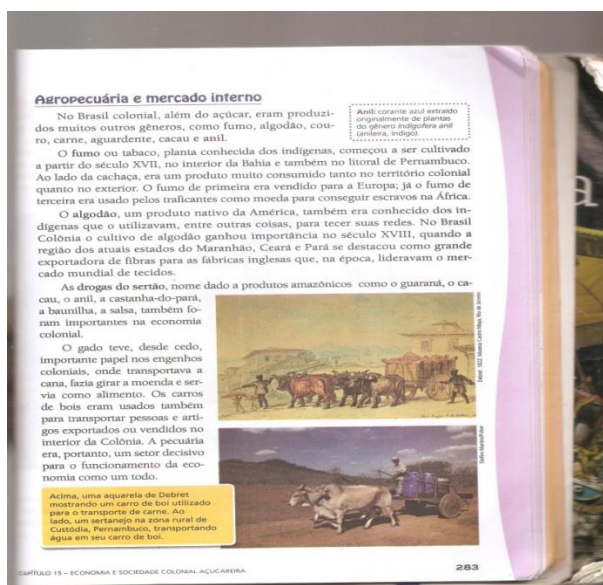 Agropecuária e mercado interno
No Brasil colonial, além do açúcar, eram produzi-
dos muitos outros gêneros, como fumo, algodão, cou-
ro, carne, aguardente, cacau e anil.
Anil: corante azul extraído
originalmente de plantas
do gênero Indigofera anil
(anileira, índigo).
O fumo ou tabaco, planta conhecida dos indígenas, começou a ser cultivado
a partir do século XVII, no interior da Bahia e também no litoral de Pernambuco.
Ao lado da cachaça, era um produto muito consumido tanto no território colonial
quanto no exterior. O fumo de primeira era vendido para a Europa; já o fumo de
terceira era usado pelos traficantes como moeda para conseguir escravos na África.
O algodão, um produto nativo da América, também era conhecido dos in-
dígenas que o utilizavam, entre outras coisas, para tecer suas redes. No Brasil
Colônia o cultivo de algodão ganhou importância no século XVIII, quando a
região dos atuais estados do Maranhão, Ceará e Pará se destacou como grande
exportadora de fibras para as fábricas inglesas que, na época, lideravam o mer-
cado mundial de tecidos.
As drogas do sertão, nome dado a produtos amazônicos como o guaraná, o ca-
cau, o anil, a castanha-do-pará,
a baunilha, a salsa, também fo-
ram importantes na economia
colonial.
O gado teve, desde cedo,
importante papel nos engenhos
coloniais, onde transportava a
cana, fazia girar a moenda e ser-
via como alimento. Os carros
de bois eram usados também
para transportar pessoas e arti-
gos exportados ou vendidos no
interior da Colônia. A pecuária
era, portanto, um setor decisivo
para o funcionamento da eco-
nomia como um todo.
Debret. 1822. Museus Castro Maya, Rio de Janeiro
Delfim Martins/Pulsar
Acima, uma aquarela de Debret
mostrando um carro de boi utilizado
para o transporte de carne. Ao
lado, um sertanejo na zona rural de
Custódia, Pernambuco, transportando
água em seu carro de boi.
CAPÍTULO 15 – ECONOMIA E SOCIEDADE COLONIAL AÇUCAREIRA
283
a